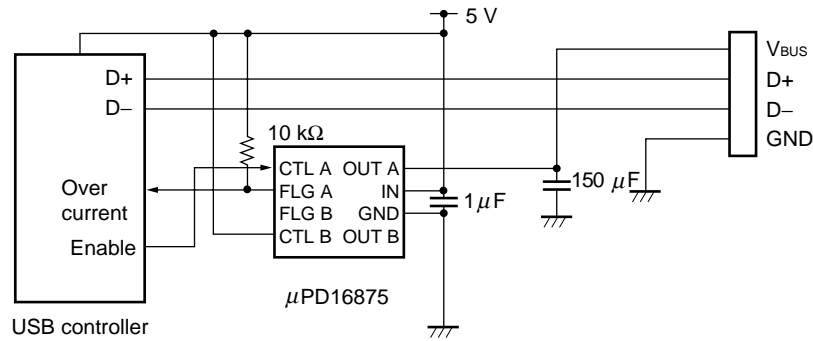 5 V
VBUS
D+
D−
GND
D+
D−
Over
current
Enable
10 kΩ
CTL A OUT A
FLG A IN
FLG B GND
CTL B OUT B
1 μF
150 μF
μPD16875
USB controller